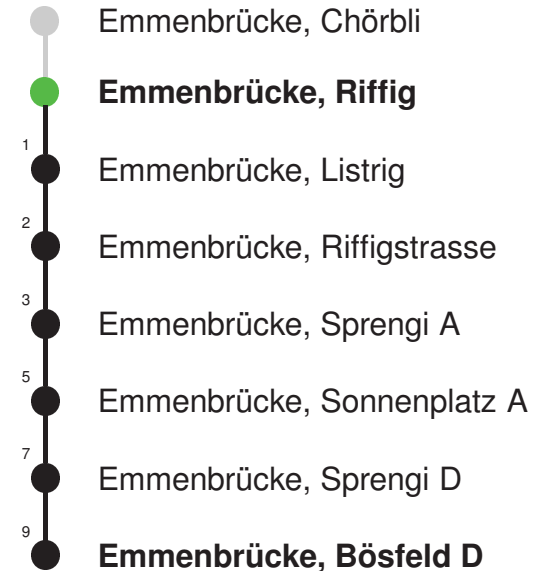 Emmenbrücke, Chörbli
Emmenbrücke, Riffig
1
Emmenbrücke, Listrig
2
Emmenbrücke, Riffigstrasse
3
Emmenbrücke, Sprengi A
5
Emmenbrücke, Sonnenplatz A
7
Emmenbrücke, Sprengi D
9
Emmenbrücke, Bösfeld D